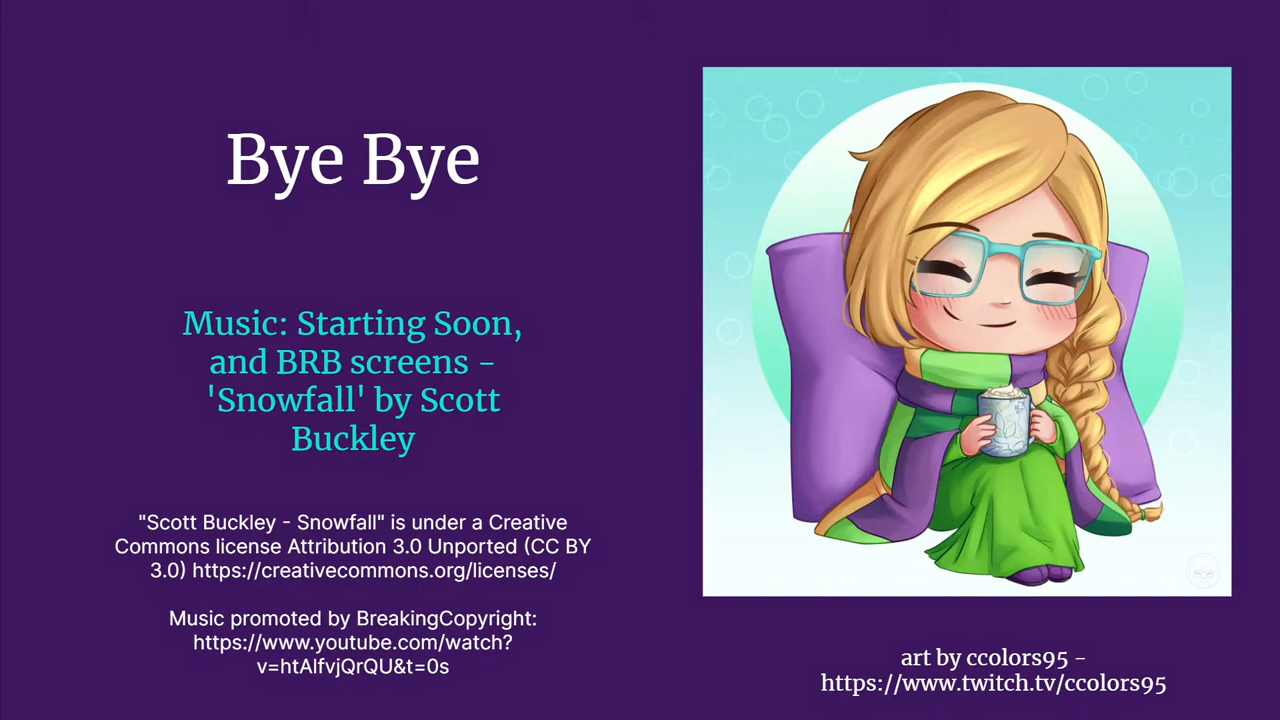 Bye Bye
Music: Starting Soon,
and BRB screens -
'Snowfall' by Scott
Buckley
"Scott Buckley - Snowfall" is under a Creative
Commons license Attribution 3.0 Unported (CC BY
3.0) https://creativecommons.org/licenses/
Music promoted by BreakingCopyright:
https://www.youtube.com/watch?
v=htAlfvjQrQU&t=0s
art by ccolors95 -
https://www.twitch.tv/ccolors95